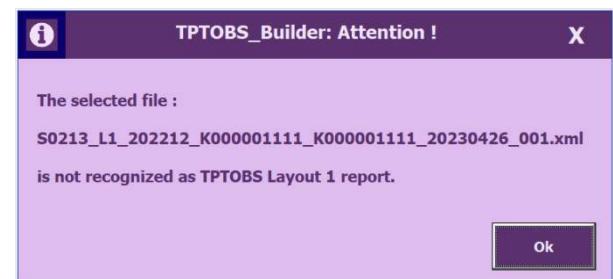 TPTOBS_Builder: Attention !
X
The selected file :
S0213_L1_202212_K000001111_K000001111_20230426_001.xml
is not recognized as TPTOBS Layout 1 report.
Ok